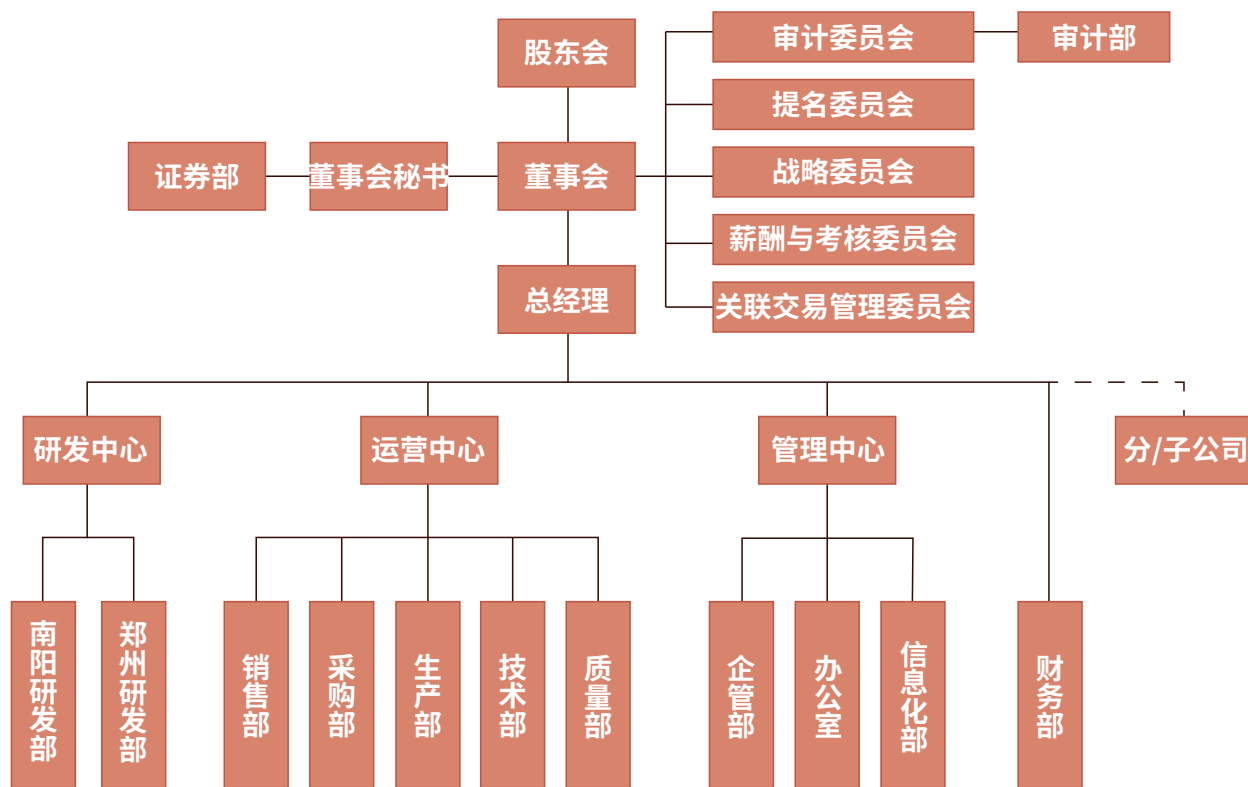 股东会
审计委员会
审计部
提名委员会
证券部
董事会秘书
董事会
战略委员会
薪酬与考核委员会
总经理
关联交易管理委员会
研发中心
运营中心
管理中心
分/子公司
南阳研发部
郑州研发部
销售部
采购部
生产部
技术部
质量部
企管部
办公室
信息化部
财务部